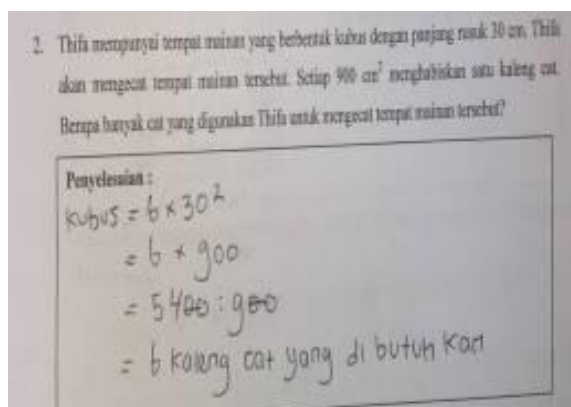 2. Thifa mempunyai tempat mainan yang berbentuk kubus dengan panjang rusuk 30 cm. Thifa
akan mengecat tempat mainan tersebut. Setiap 900 cm² menghabiskan satu kaleng cat.
Berapa banyak cat yang digunakan Thifa untuk mengecat tempat mainan tersebut?
Penyelesaian :
kubus = 6 x 30²
= 6 x 900
= 5400 : 900
= 6 kaleng cat yang di butuh kan